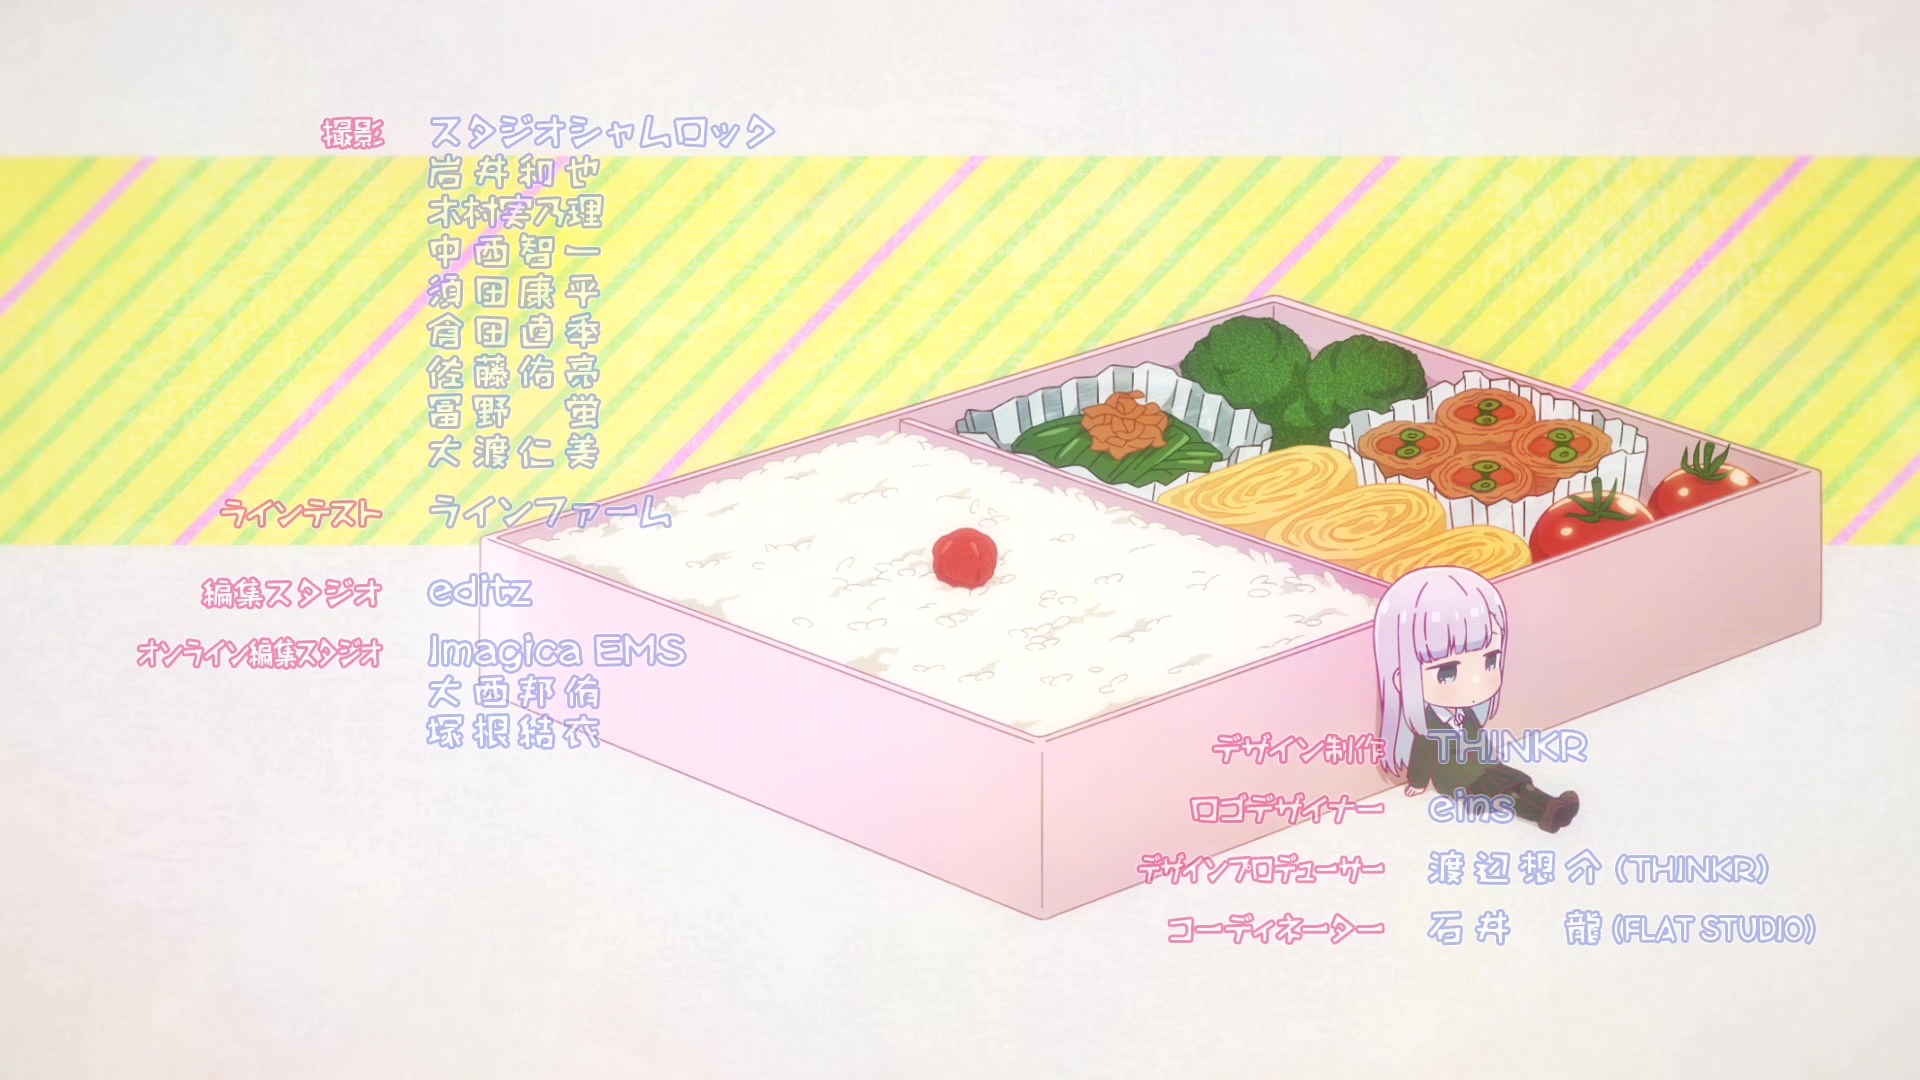 撮影 スタジオシャムロック
岩井和也
木村実乃理
中西智一
須田康平
倉田直季
佐藤佑亮
冨野 蛍
大渡仁美
ラインテスト ラインファーム
編集スタジオ editz
オンライン編集スタジオ Imagica EMS
大西邦侑
塚根結衣
デザイン制作 THINKR
ロゴデザイナー eins
デザインプロデューサー 渡辺想介 (THINKR)
コーディネーター 石井 龍 (FLAT STUDIO)